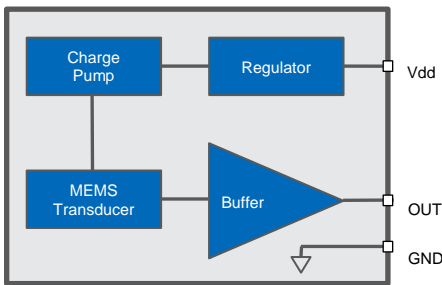 Charge
Pump
Regulator
Vdd
MEMS
Transducer
Buffer
OUT
GND